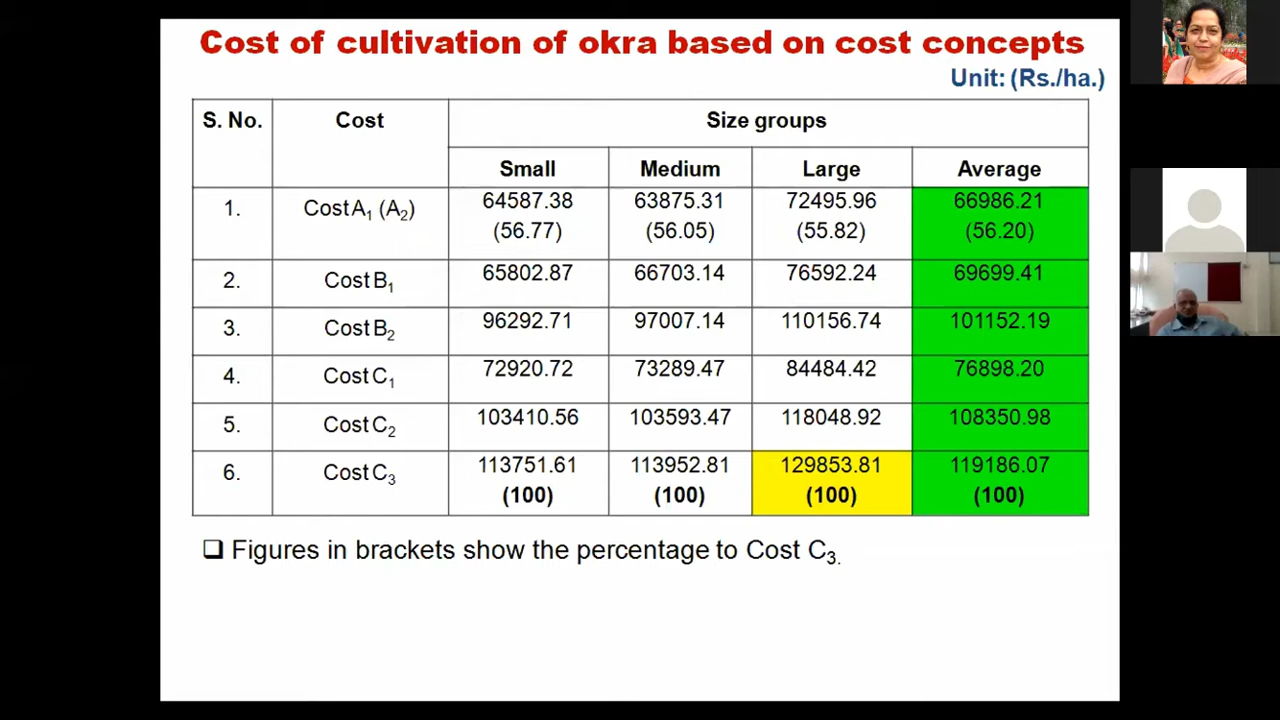 Cost of cultivation of okra based on cost concepts
Unit: (Rs./ha.)
S. No. Cost Size groups
Small Medium Large Average
1. Cost A₁ (A₂) 64587.38 63875.31 72495.96 66986.21
(56.77) (56.05) (55.82) (56.20)
2. Cost B₁ 65802.87 66703.14 76592.24 69699.41
3. Cost B₂ 96292.71 97007.14 110156.74 101152.19
4. Cost C₁ 72920.72 73289.47 84484.42 76898.20
5. Cost C₂ 103410.56 103593.47 118048.92 108350.98
6. Cost C₃ 113751.61 113952.81 129853.81 119186.07
(100) (100) (100) (100)
❑ Figures in brackets show the percentage to Cost C₃.